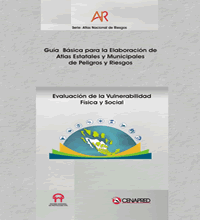 AR
Serie: Atlas Nacional de Riesgos
Guía Básica para la Elaboración de
Atlas Estatales y Municipales
de Peligros y Riesgos
Evaluación de la Vulnerabilidad
Física y Social
CENAPRED